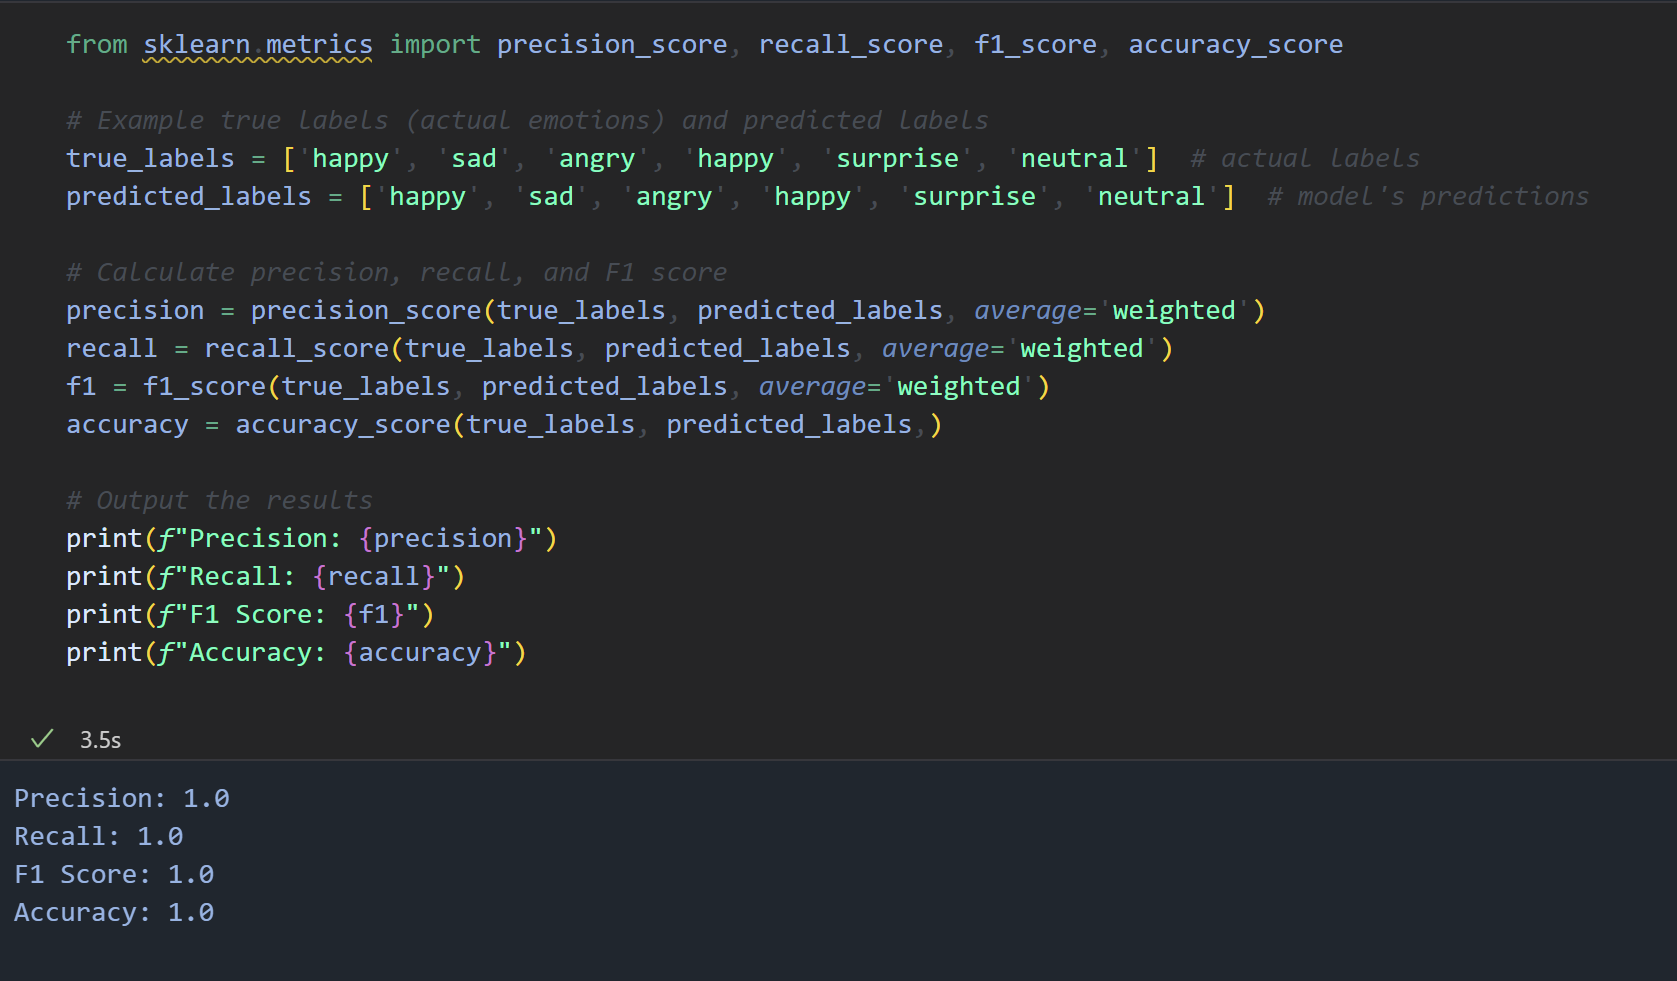 from sklearn.metrics import precision_score, recall_score, f1_score, accuracy_score
# Example true labels (actual emotions) and predicted labels
true_labels = ['happy', 'sad', 'angry', 'happy', 'surprise', 'neutral']  # actual labels
predicted_labels = ['happy', 'sad', 'angry', 'happy', 'surprise', 'neutral']  # model's predictions
# Calculate precision, recall, and F1 score
precision = precision_score(true_labels, predicted_labels, average='weighted')
recall = recall_score(true_labels, predicted_labels, average='weighted')
f1 = f1_score(true_labels, predicted_labels, average='weighted')
accuracy = accuracy_score(true_labels, predicted_labels,)
# Output the results
print(f"Precision: {precision}")
print(f"Recall: {recall}")
print(f"F1 Score: {f1}")
print(f"Accuracy: {accuracy}")
3.5s
Precision: 1.0
Recall: 1.0
F1 Score: 1.0
Accuracy: 1.0